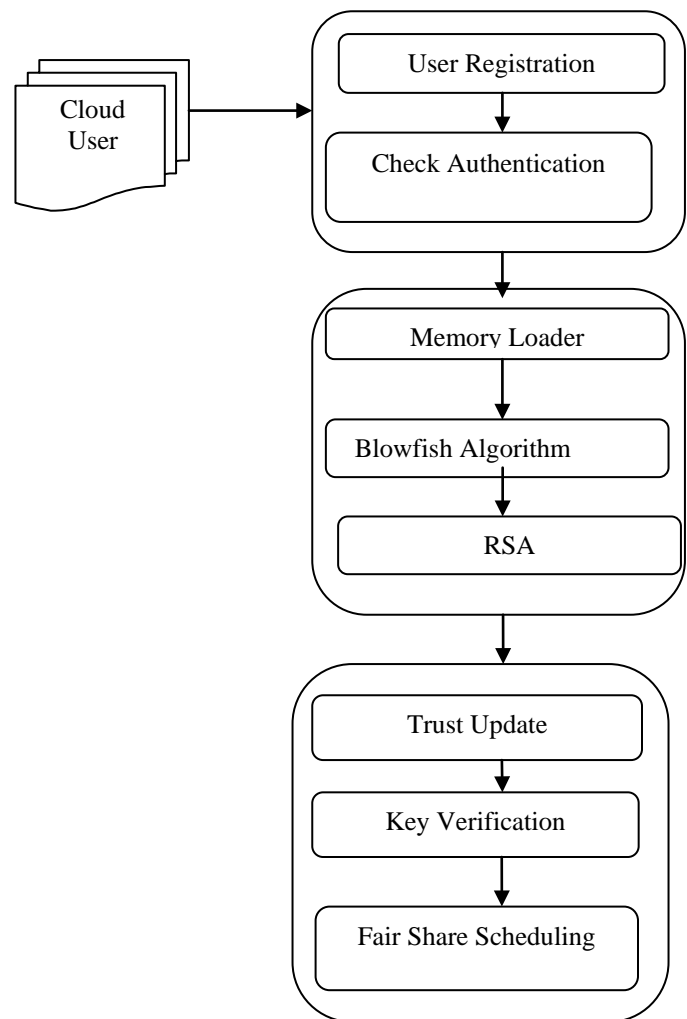 Cloud
User
User Registration
Check Authentication
Memory Loader
Blowfish Algorithm
RSA
Trust Update
Key Verification
Fair Share Scheduling